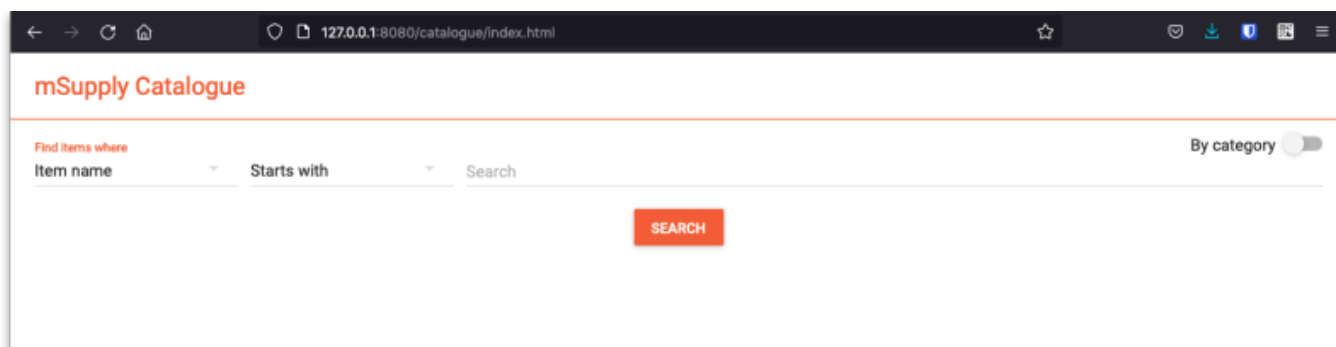 127.0.0.1:8080/catalogue/index.html
mSupply Catalogue
Find items where
By category
Item name
Starts with
Search
SEARCH